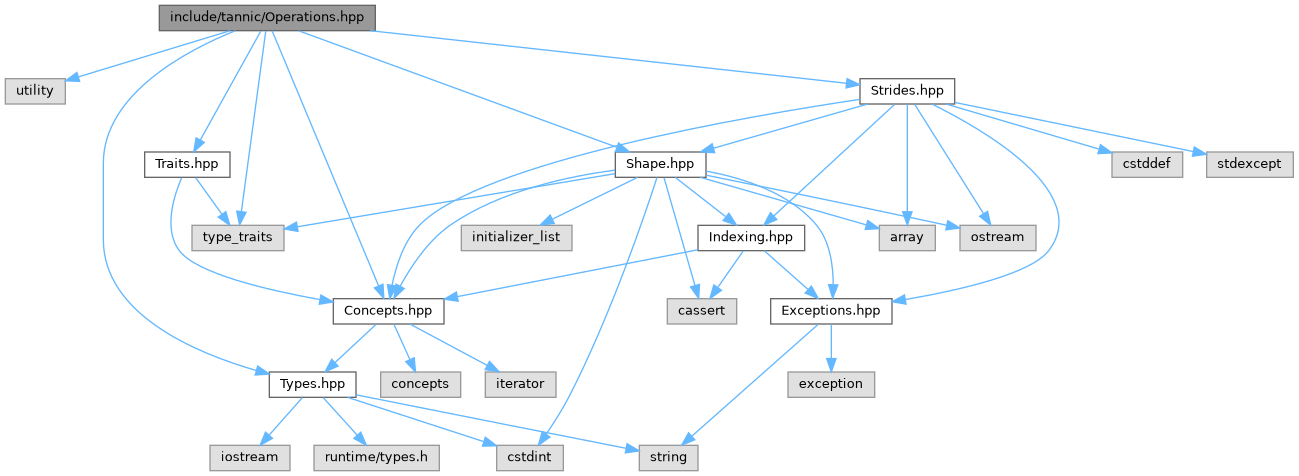 include/tannic/Operations.hpp
utility
Strides.hpp
Traits.hpp
Shape.hpp
cstddef
stdexcept
type_traits
initializer_list
Indexing.hpp
array
ostream
Concepts.hpp
cassert
Exceptions.hpp
Types.hpp
concepts
iterator
exception
iostream
runtime/types.h
cstdint
string